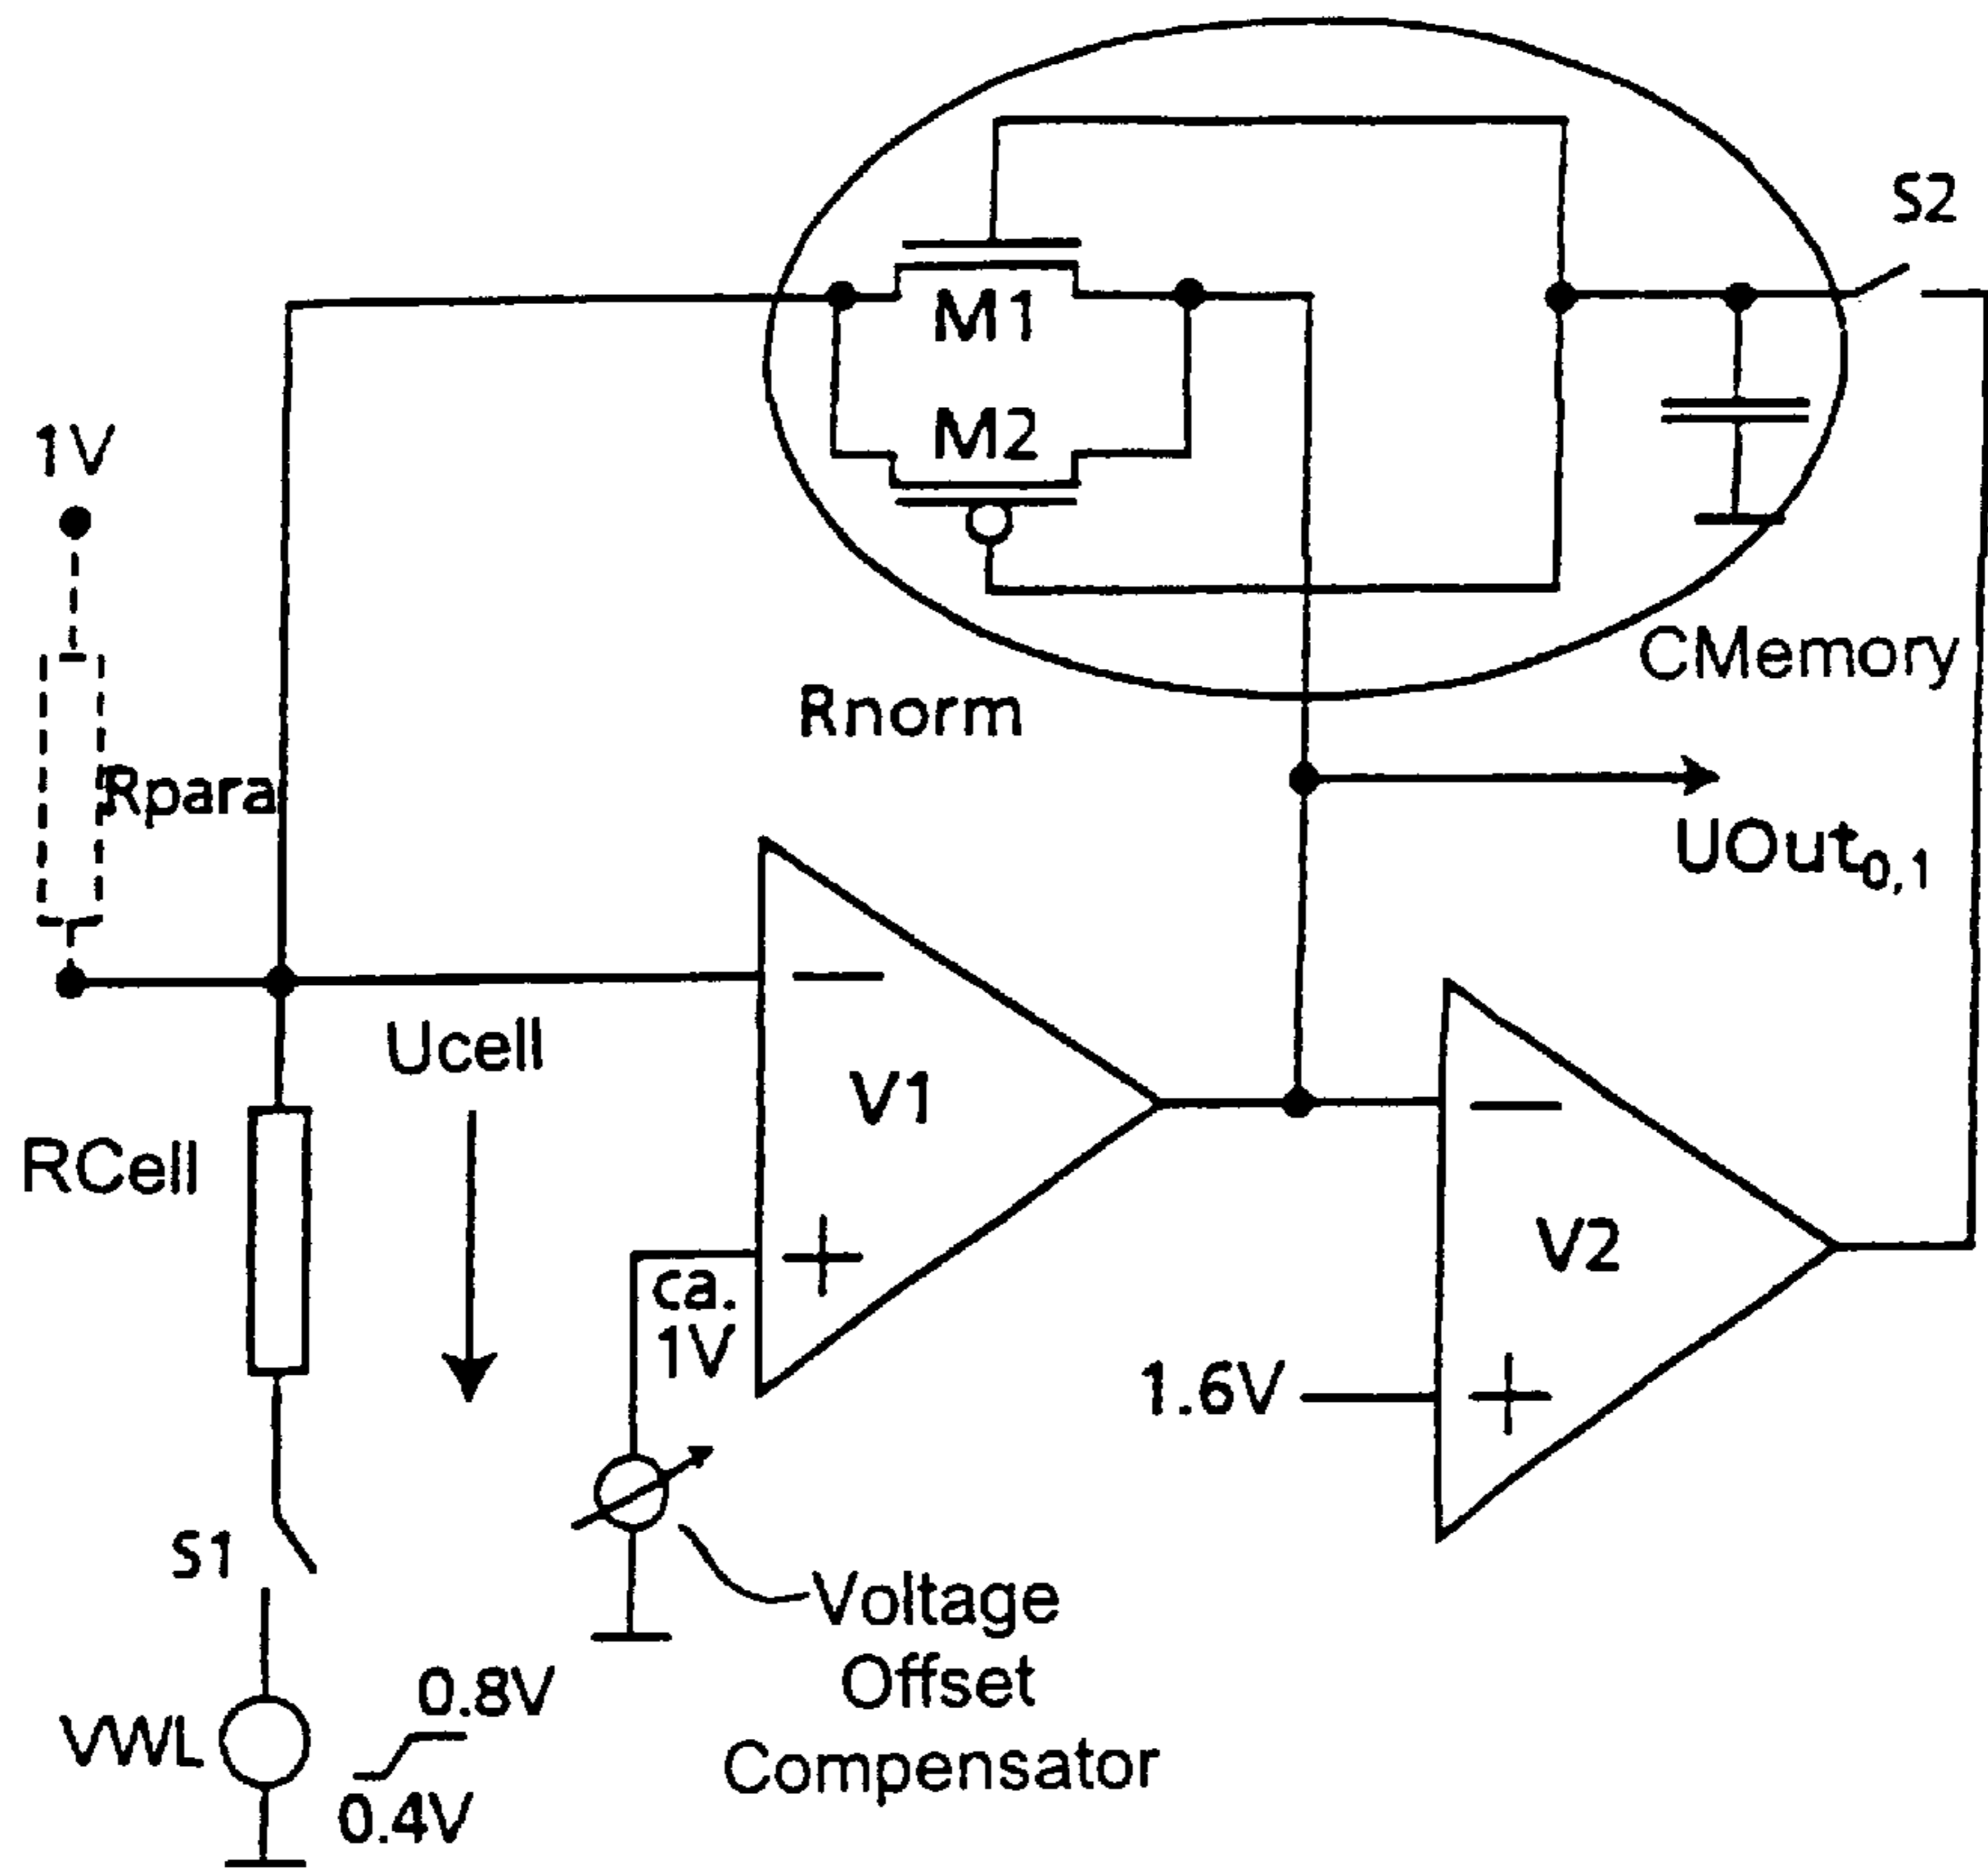 S2
M1
M2
1V
CMemory
Rnorm
Rpara
UOut0,1
−
Ucell
V1
−
RCell
V2
+
ca.
1V
1.6V
+
S1
Voltage
Offset
Compensator
0.8V
VWL
0.4V